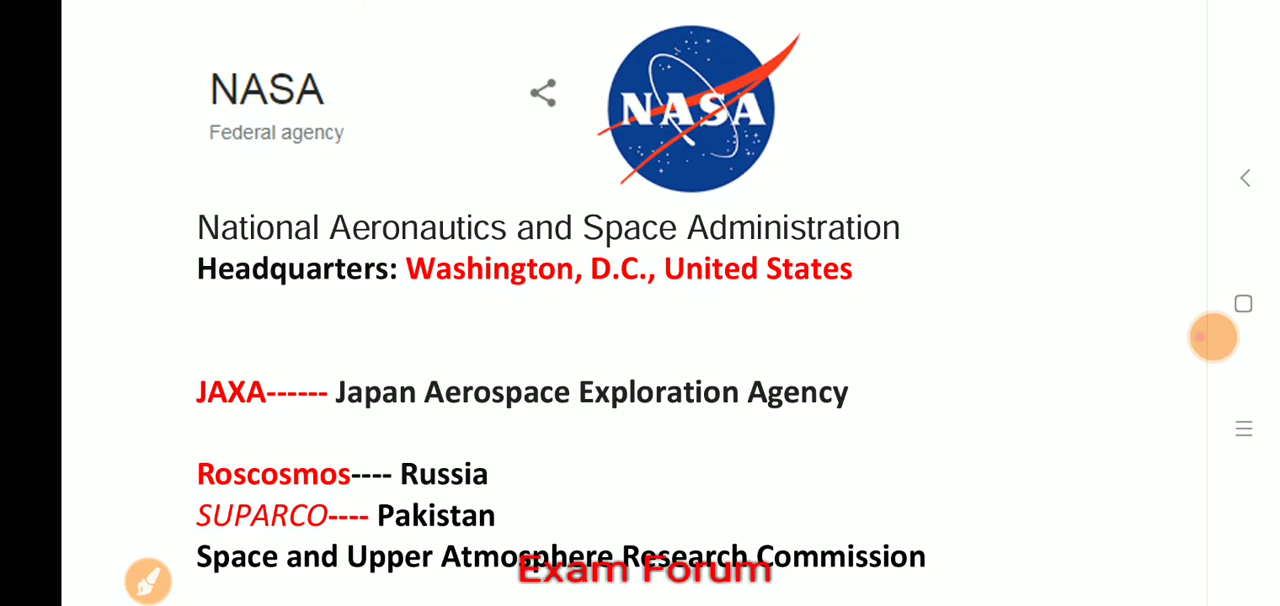 NASA
Federal agency
NASA
National Aeronautics and Space Administration
Headquarters: Washington, D.C., United States
JAXA------ Japan Aerospace Exploration Agency
Roscosmos---- Russia
SUPARCO---- Pakistan
Space and Upper Atmosphere Research Commission
Exam Forum